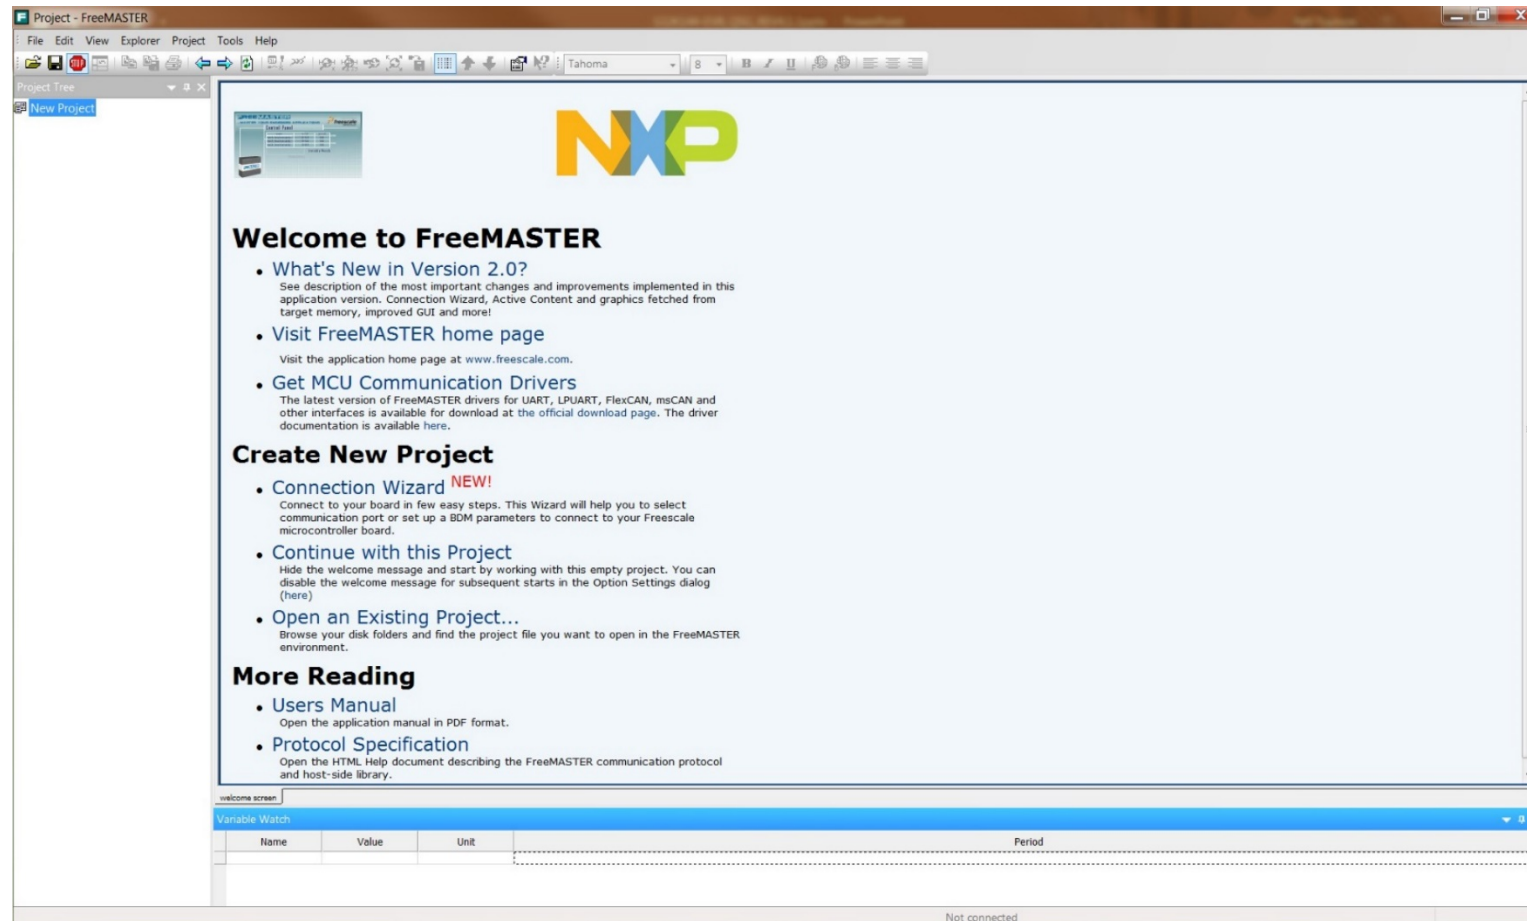 Project - FreeMASTER
File Edit View Explorer Project Tools Help
STOP
Tahoma 8 B I U
Project Tree
New Project
NXP
Welcome to FreeMASTER
• What's New in Version 2.0?
See description of the most important changes and improvements implemented in this
application version. Connection Wizard, Active Content and graphics fetched from
target memory, improved GUI and more!
• Visit FreeMASTER home page
Visit the application home page at www.freescale.com.
• Get MCU Communication Drivers
The latest version of FreeMASTER drivers for UART, LPUART, FlexCAN, msCAN and
other interfaces is available for download at the official download page. The driver
documentation is available here.
Create New Project
• Connection Wizard NEW!
Connect to your board in few easy steps. This Wizard will help you to select
communication port or set up a BDM parameters to connect to your Freescale
microcontroller board.
• Continue with this Project
Hide the welcome message and start by working with this empty project. You can
disable the welcome message for subsequent starts in the Option Settings dialog
(here)
• Open an Existing Project...
Browse your disk folders and find the project file you want to open in the FreeMASTER
environment.
More Reading
• Users Manual
Open the application manual in PDF format.
• Protocol Specification
Open the HTML Help document describing the FreeMASTER communication protocol
and host-side library.
welcome screen
Variable Watch
Name Value Unit Period
Not connected